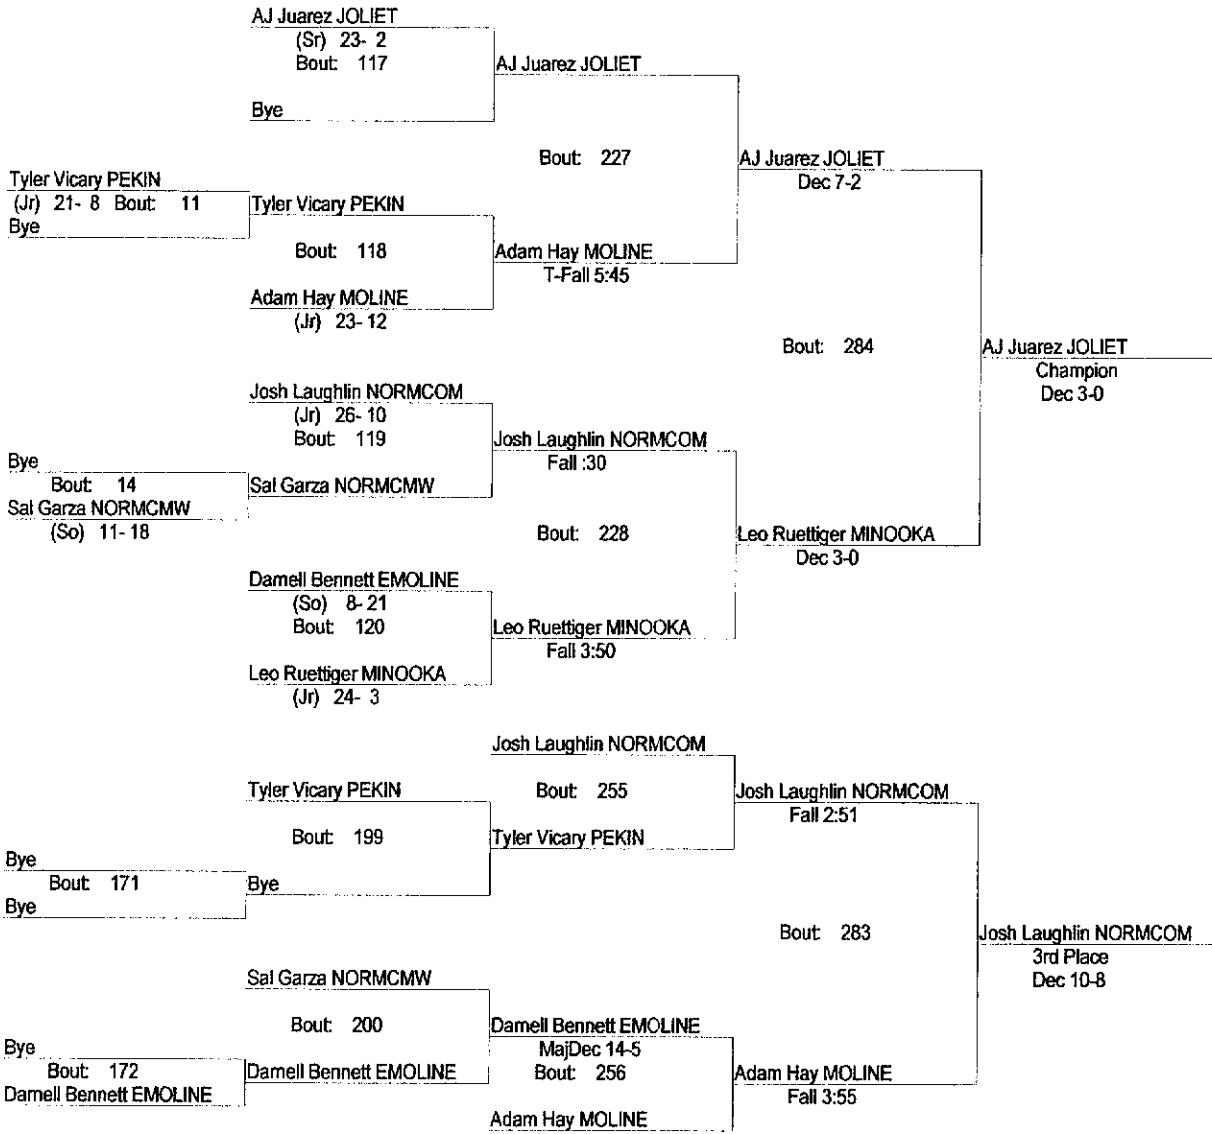 AJ Juarez JOLIET
(Sr) 23- 2
Bout: 117
AJ Juarez JOLIET
Bye
Bout: 227
AJ Juarez JOLIET
Dec 7-2
Tyler Vicary PEKIN
(Jr) 21- 8 Bout: 11
Bye
Tyler Vicary PEKIN
Bout: 118
Adam Hay MOLINE
T-Fall 5:45
Adam Hay MOLINE
(Jr) 23- 12
Bout: 284
AJ Juarez JOLIET
Champion
Dec 3-0
Josh Laughlin NORMCOM
(Jr) 26- 10
Bout: 119
Josh Laughlin NORMCOM
Fall :30
Bye
Bout: 14
Sal Garza NORMCMW
(So) 11- 18
Sal Garza NORMCMW
Bout: 228
Leo Ruettiger MINOOKA
Dec 3-0
Darnell Bennett EMOLINE
(So) 8- 21
Bout: 120
Leo Ruettiger MINOOKA
Fall 3:50
Leo Ruettiger MINOOKA
(Jr) 24- 3
Josh Laughlin NORMCOM
Tyler Vicary PEKIN
Bout: 255
Josh Laughlin NORMCOM
Fall 2:51
Bout: 199
Tyler Vicary PEKIN
Bye
Bout: 171
Bye
Bye
Bout: 283
Josh Laughlin NORMCOM
3rd Place
Dec 10-8
Sal Garza NORMCMW
Bout: 200
Darnell Bennett EMOLINE
MajDec 14-5
Bout: 256
Bye
Bout: 172
Darnell Bennett EMOLINE
Darnell Bennett EMOLINE
Adam Hay MOLINE
Fall 3:55
Adam Hay MOLINE